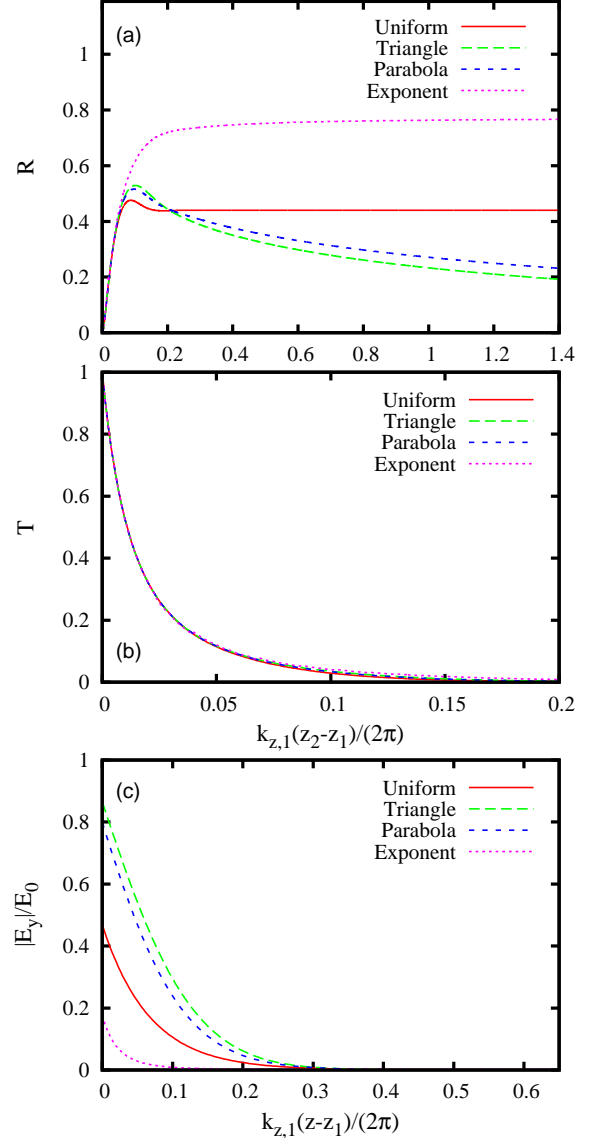 (a)
Uniform
Triangle
Parabola
Exponent
R
1
0.8
0.6
0.4
0.2
0
0 0.2 0.4 0.6 0.8 1 1.2 1.4
Uniform
Triangle
Parabola
Exponent
T
1
0.8
0.6
0.4
0.2
0
(b)
0 0.05 0.1 0.15 0.2
k_{z,1}(z_2-z_1)/(2π)
(c)
Uniform
Triangle
Parabola
Exponent
|E_y|/E_0
1
0.8
0.6
0.4
0.2
0
0 0.1 0.2 0.3 0.4 0.5 0.6
k_{z,1}(z-z_1)/(2π)